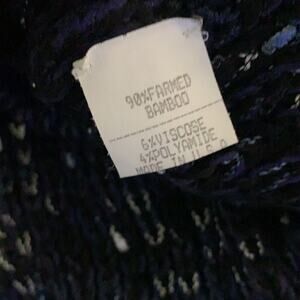 90%FARMED
BAMBOO
6%VISCOSE
4%POLYAMIDE
MADE IN U.S.A